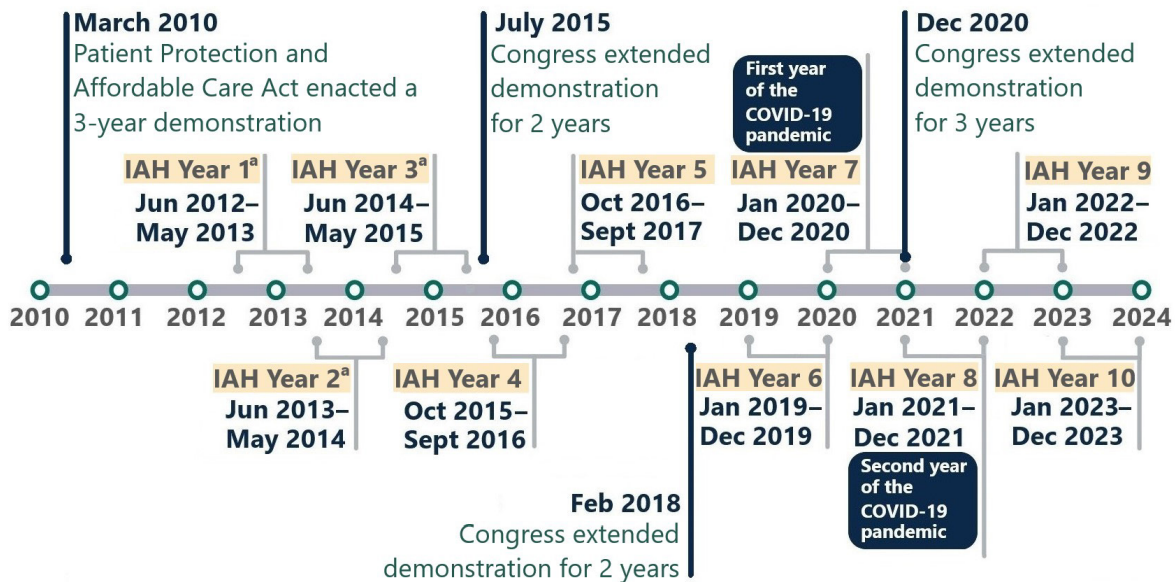 March 2010
Patient Protection and
Affordable Care Act enacted a
3-year demonstration
July 2015
Congress extended
demonstration
for 2 years
First year
of the
COVID-19
pandemic
Dec 2020
Congress extended
demonstration
for 3 years
IAH Year 1ª
Jun 2012–
May 2013
IAH Year 3ª
Jun 2014–
May 2015
IAH Year 5
Oct 2016–
Sept 2017
IAH Year 7
Jan 2020–
Dec 2020
IAH Year 9
Jan 2022–
Dec 2022
2010 2011 2012 2013 2014 2015 2016 2017 2018 2019 2020 2021 2022 2023 2024
IAH Year 2ª
Jun 2013–
May 2014
IAH Year 4
Oct 2015–
Sept 2016
IAH Year 6
Jan 2019–
Dec 2019
IAH Year 8
Jan 2021–
Dec 2021
Second year
of the
COVID-19
pandemic
IAH Year 10
Jan 2023–
Dec 2023
Feb 2018
Congress extended
demonstration for 2 years